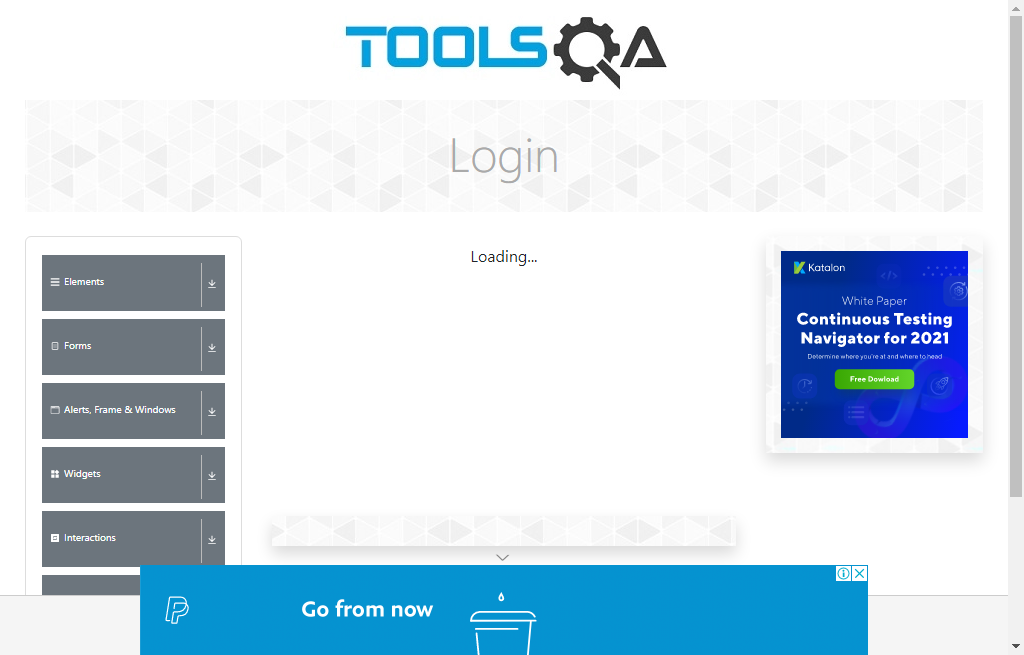 TOOLSQA
Login
Elements
Forms
Alerts, Frame & Windows
Widgets
Interactions
Loading...
Katalon
White Paper
Continuous Testing
Navigator for 2021
Determine where you're at and where to head
Free Dowload
Go from now